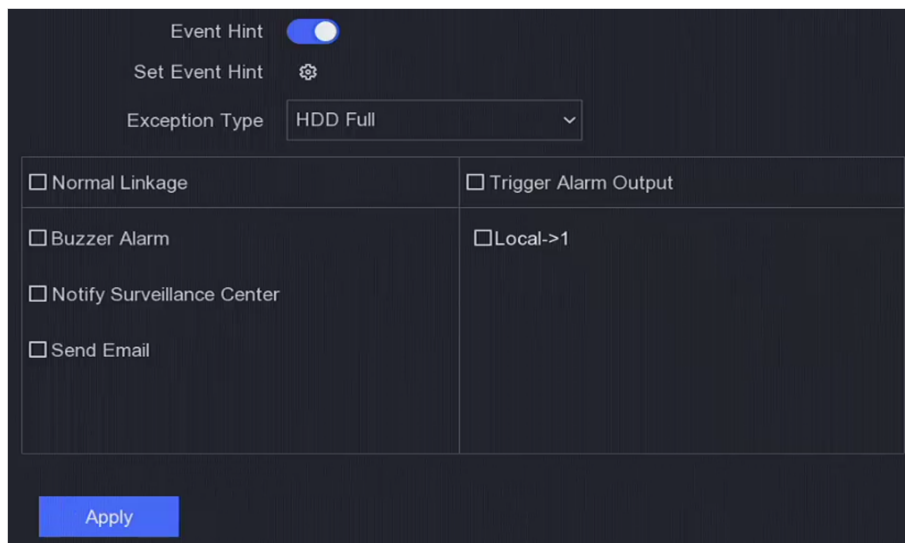 Event Hint
Set Event Hint
Exception Type HDD Full
Normal Linkage Trigger Alarm Output
Buzzer Alarm Local->1
Notify Surveillance Center
Send Email
Apply